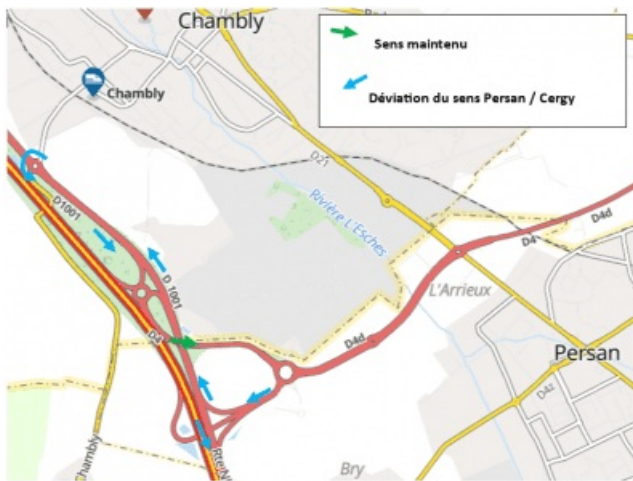 Chambly
Sens maintenu
Déviation du sens Persan / Cergy
Chambly
D21
D1001
Rivière L'Esches
D4d
D4
D 1001
L'Arrieux
D4
D4d
Persan
Chambly
Bry